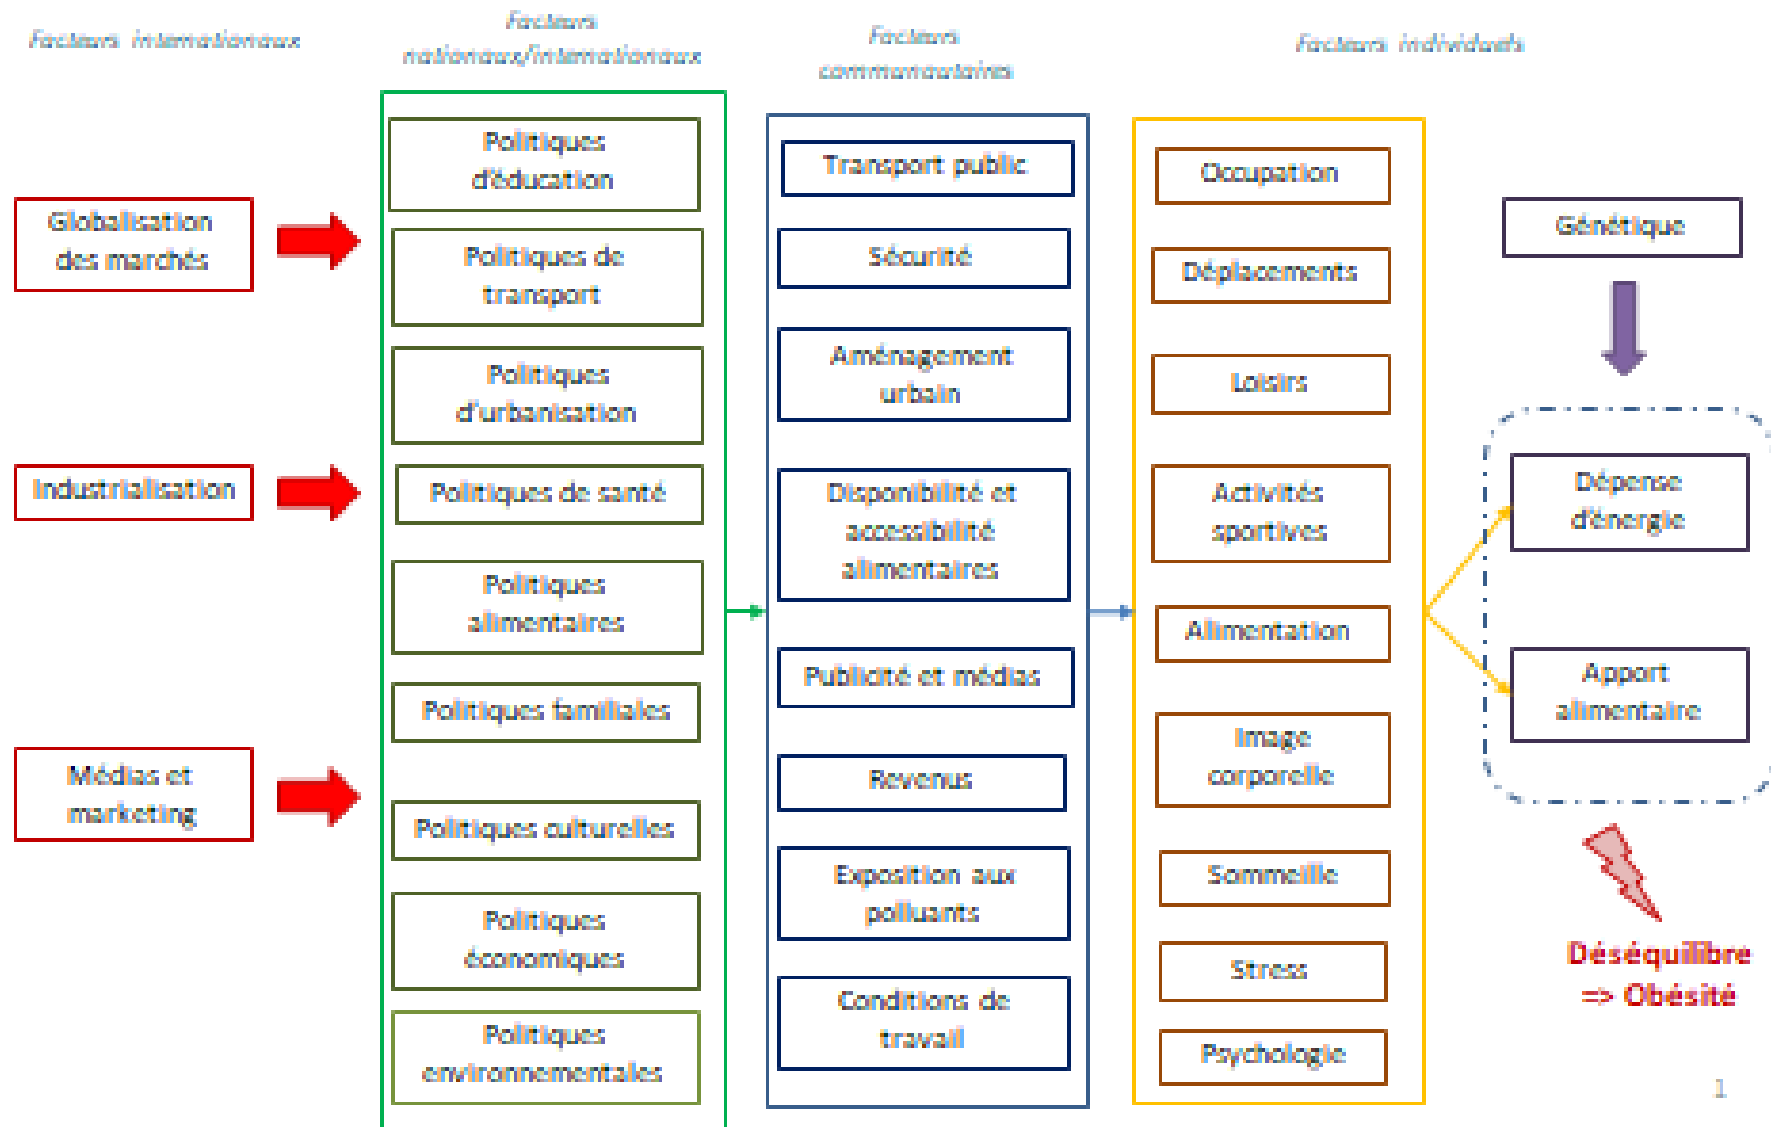 Facteurs internationaux
Facteurs
nationaux/internationaux
Facteurs
communautaires
Facteurs individuels
Globalisation
des marchés
Industrialisation
Médias et
marketing
Politiques
d'éducation
Politiques de
transport
Politiques
d'urbanisation
Politiques de santé
Politiques
alimentaires
Politiques familiales
Politiques culturelles
Politiques
économiques
Politiques
environnementales
Transport public
Sécurité
Aménagement
urbain
Disponibilité et
accessibilité
alimentaires
Publicité et médias
Revenus
Exposition aux
polluants
Conditions de
travail
Occupation
Déplacements
Loisirs
Activités
sportives
Alimentation
Image
corporelle
Sommeille
Stress
Psychologie
Génétique
Dépense
d'énergie
Apport
alimentaire
Déséquilibre
=> Obésité
1